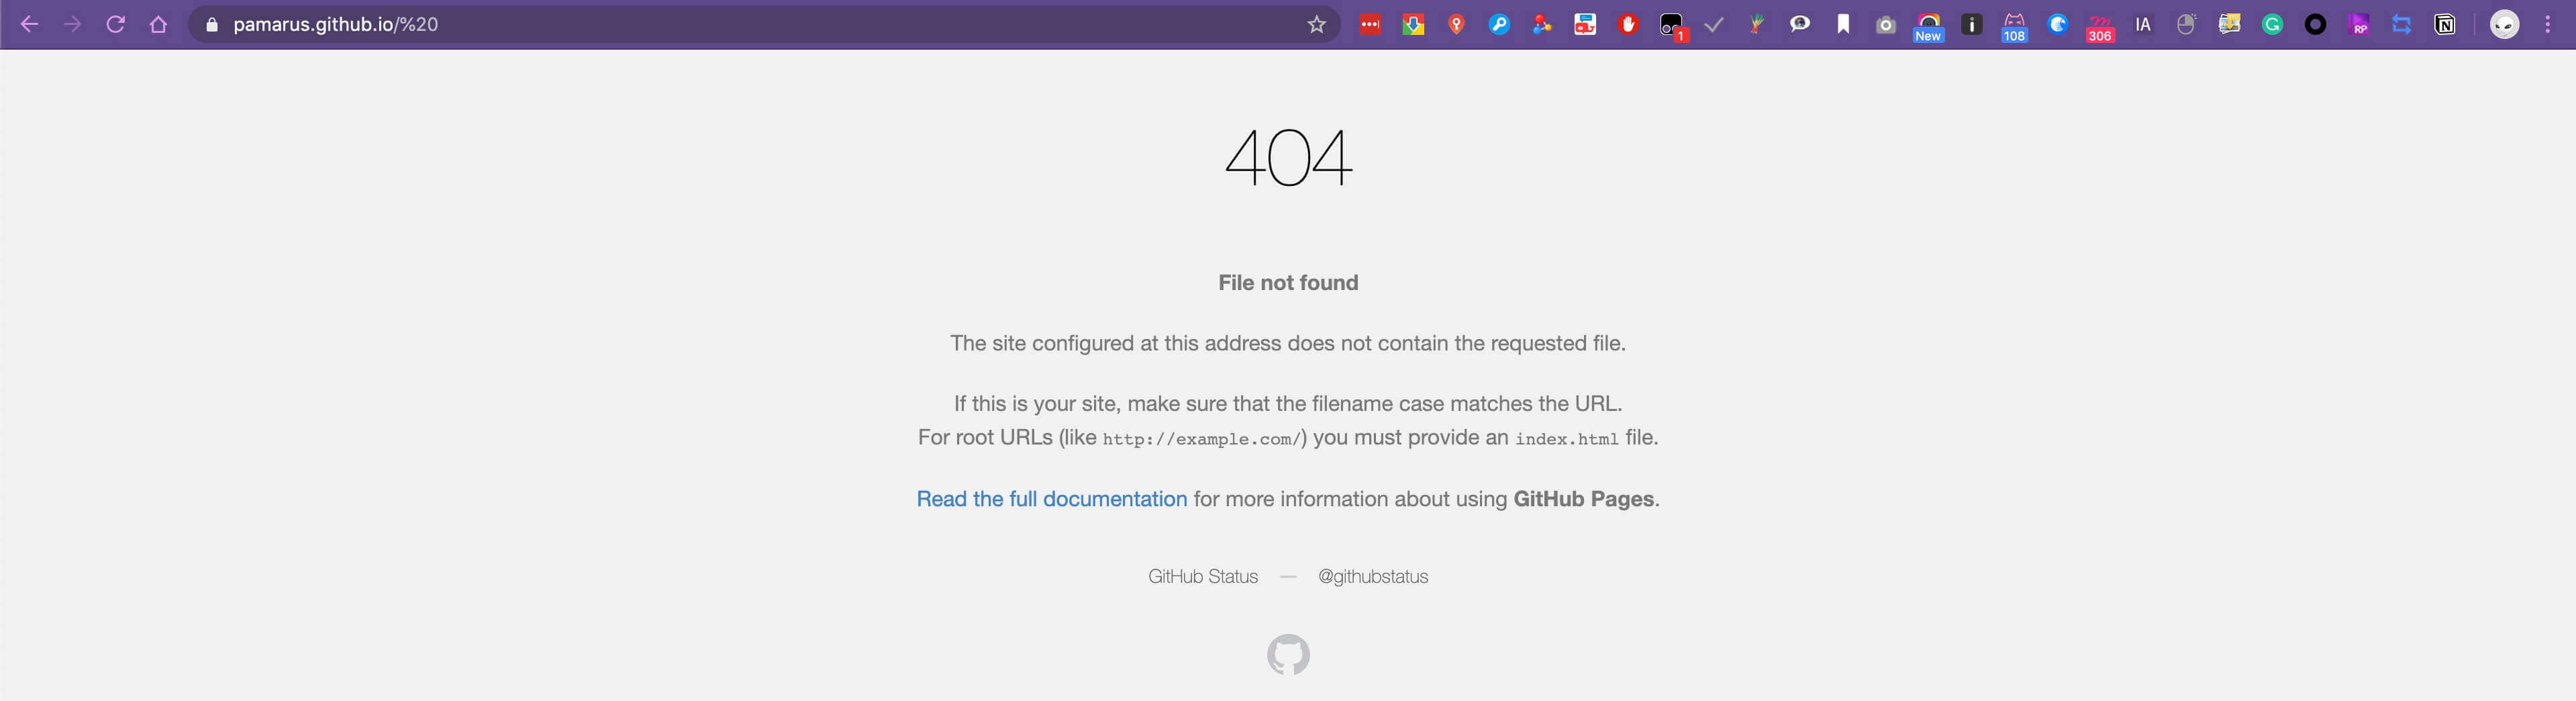 pamarus.github.io/%20
1
New
108
306
IA
RP
404
File not found
The site configured at this address does not contain the requested file.
If this is your site, make sure that the filename case matches the URL.
For root URLs (like http://example.com/) you must provide an index.html file.
Read the full documentation for more information about using GitHub Pages.
GitHub Status — @githubstatus